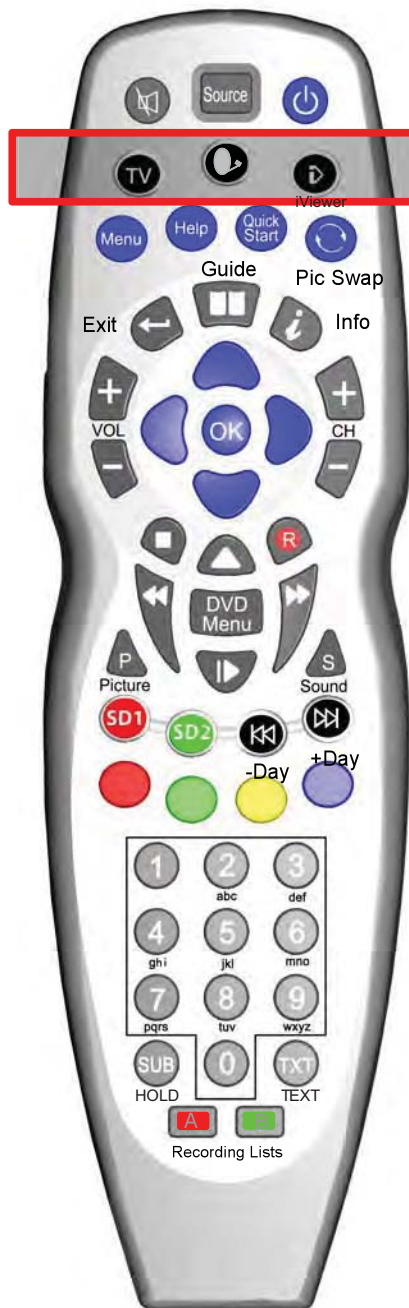 Source
TV
iViewer
Menu Help Quick Start
Guide
Pic Swap
Exit
Info
VOL
OK
CH
R
DVD
Menu
P
S
Picture
Sound
SD1 SD2
-Day +Day
1 2 3
abc def
4 5 6
ghi jkl mno
7 8 9
pqrs tuv wxyz
SUB 0 TXT
HOLD TEXT
A B
Recording Lists